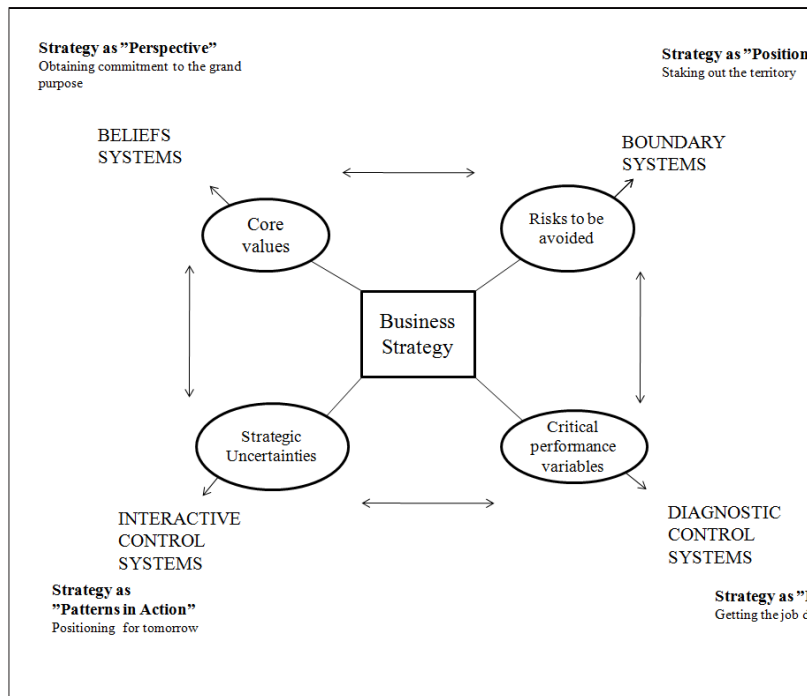 Strategy as ”Perspective”
Obtaining commitment to the grand
purpose
Strategy as ”Position
Staking out the territory
BELIEFS
SYSTEMS
BOUNDARY
SYSTEMS
Core
values
Risks to be
avoided
Business
Strategy
Strategic
Uncertainties
Critical
performance
variables
INTERACTIVE
CONTROL
SYSTEMS
DIAGNOSTIC
CONTROL
SYSTEMS
Strategy as
”Patterns in Action”
Positioning for tomorrow
Strategy as
Getting the job